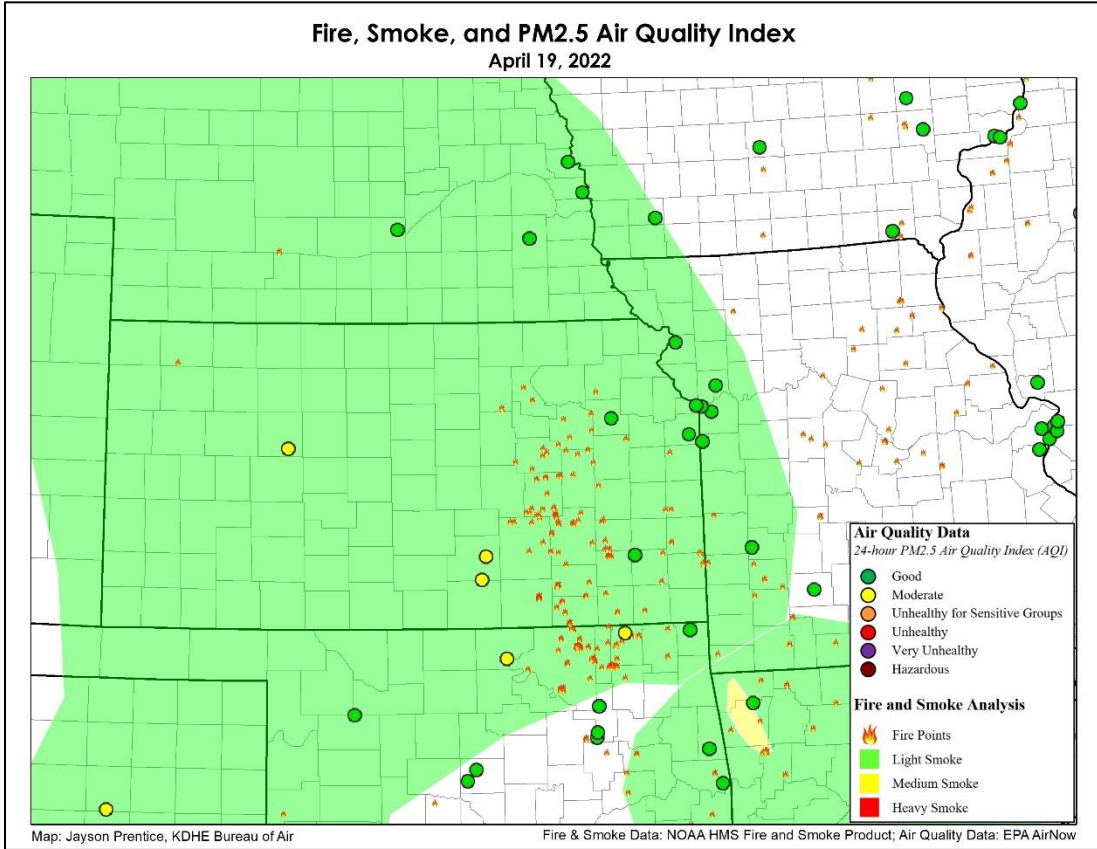 Fire, Smoke, and PM2.5 Air Quality Index
April 19, 2022
Air Quality Data
24-hour PM2.5 Air Quality Index (AQI)
Good
Moderate
Unhealthy for Sensitive Groups
Unhealthy
Very Unhealthy
Hazardous
Fire and Smoke Analysis
Fire Points
Light Smoke
Medium Smoke
Heavy Smoke
Map: Jayson Prentice, KDHE Bureau of Air
Fire & Smoke Data: NOAA HMS Fire and Smoke Product; Air Quality Data: EPA AirNow